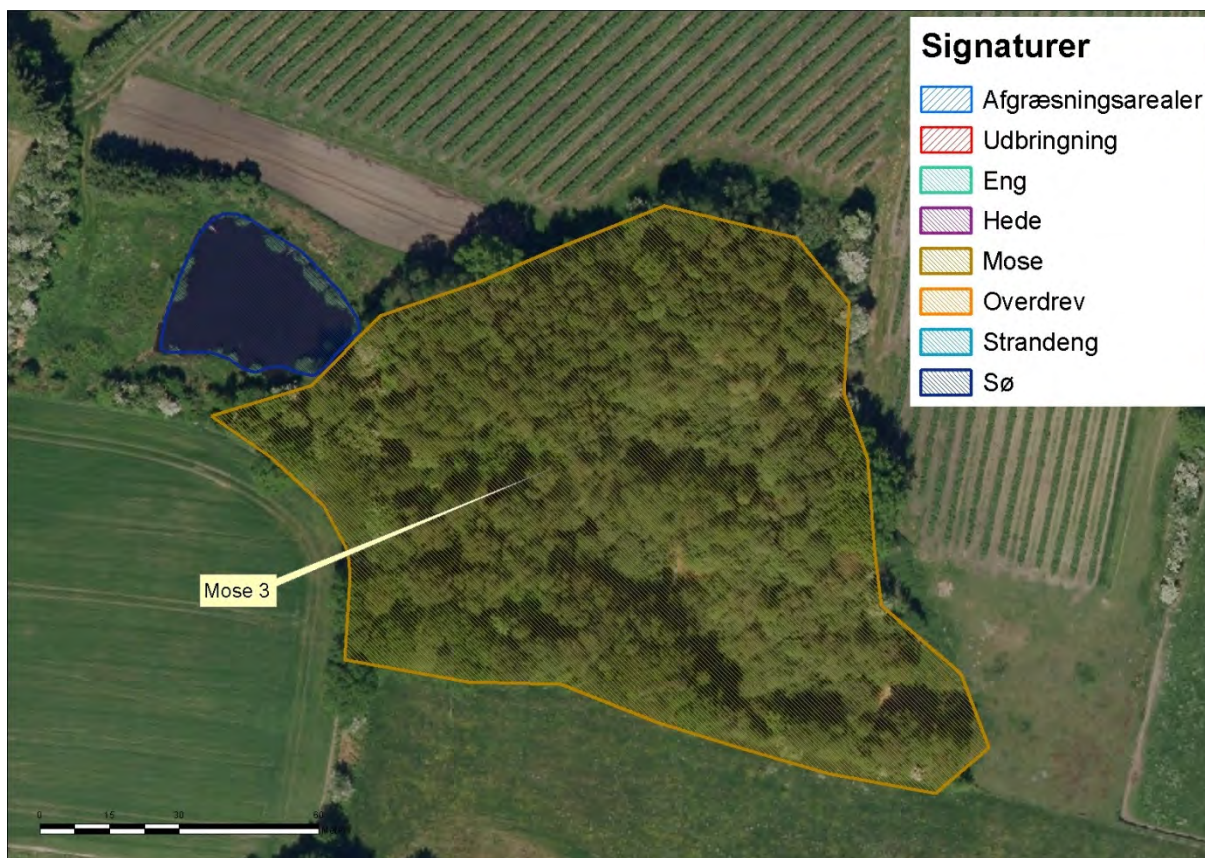 Signaturer
Afgræsningsarealer
Udbringning
Eng
Hede
Mose
Overdrev
Strandeng
Sø
Mose 3
0 15 30 60